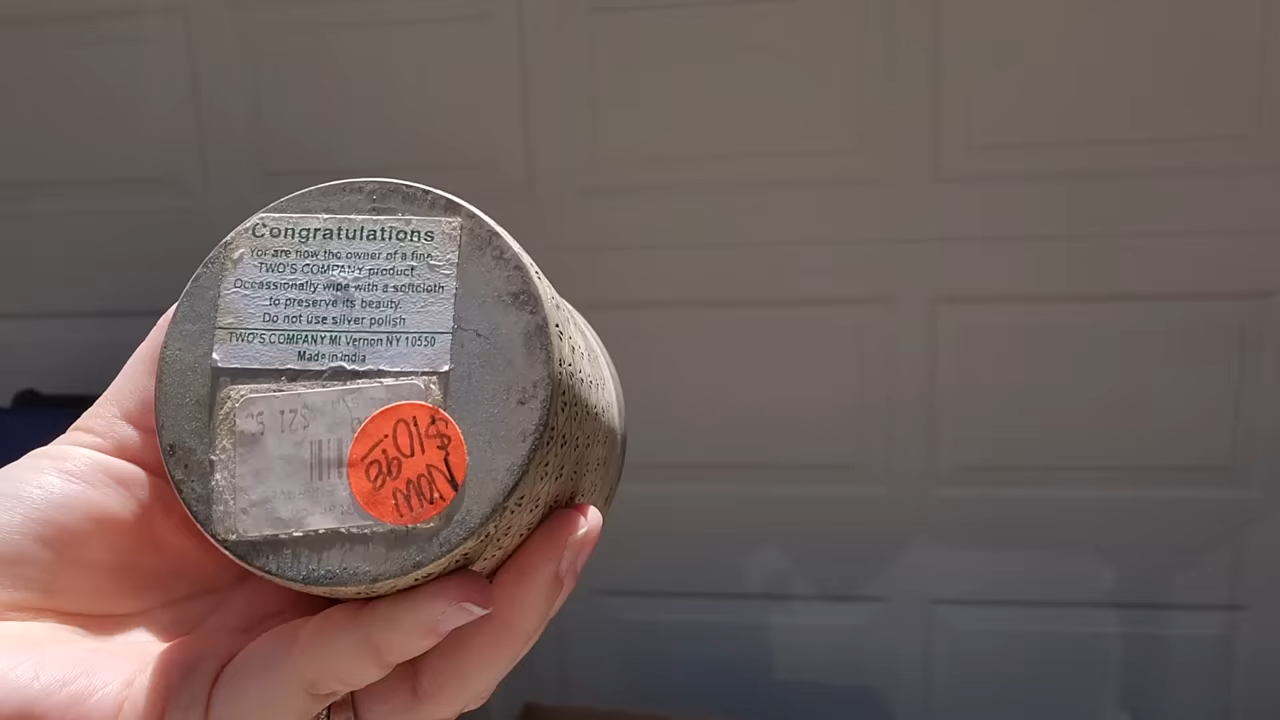 Congratulations
You are now the owner of a fine
TWO'S COMPANY product
Occassionally wipe with a softcloth
to preserve its beauty.
Do not use silver polish
TWO'S COMPANY Mt Vernon NY 10550
Made in India
NOW
$10.98